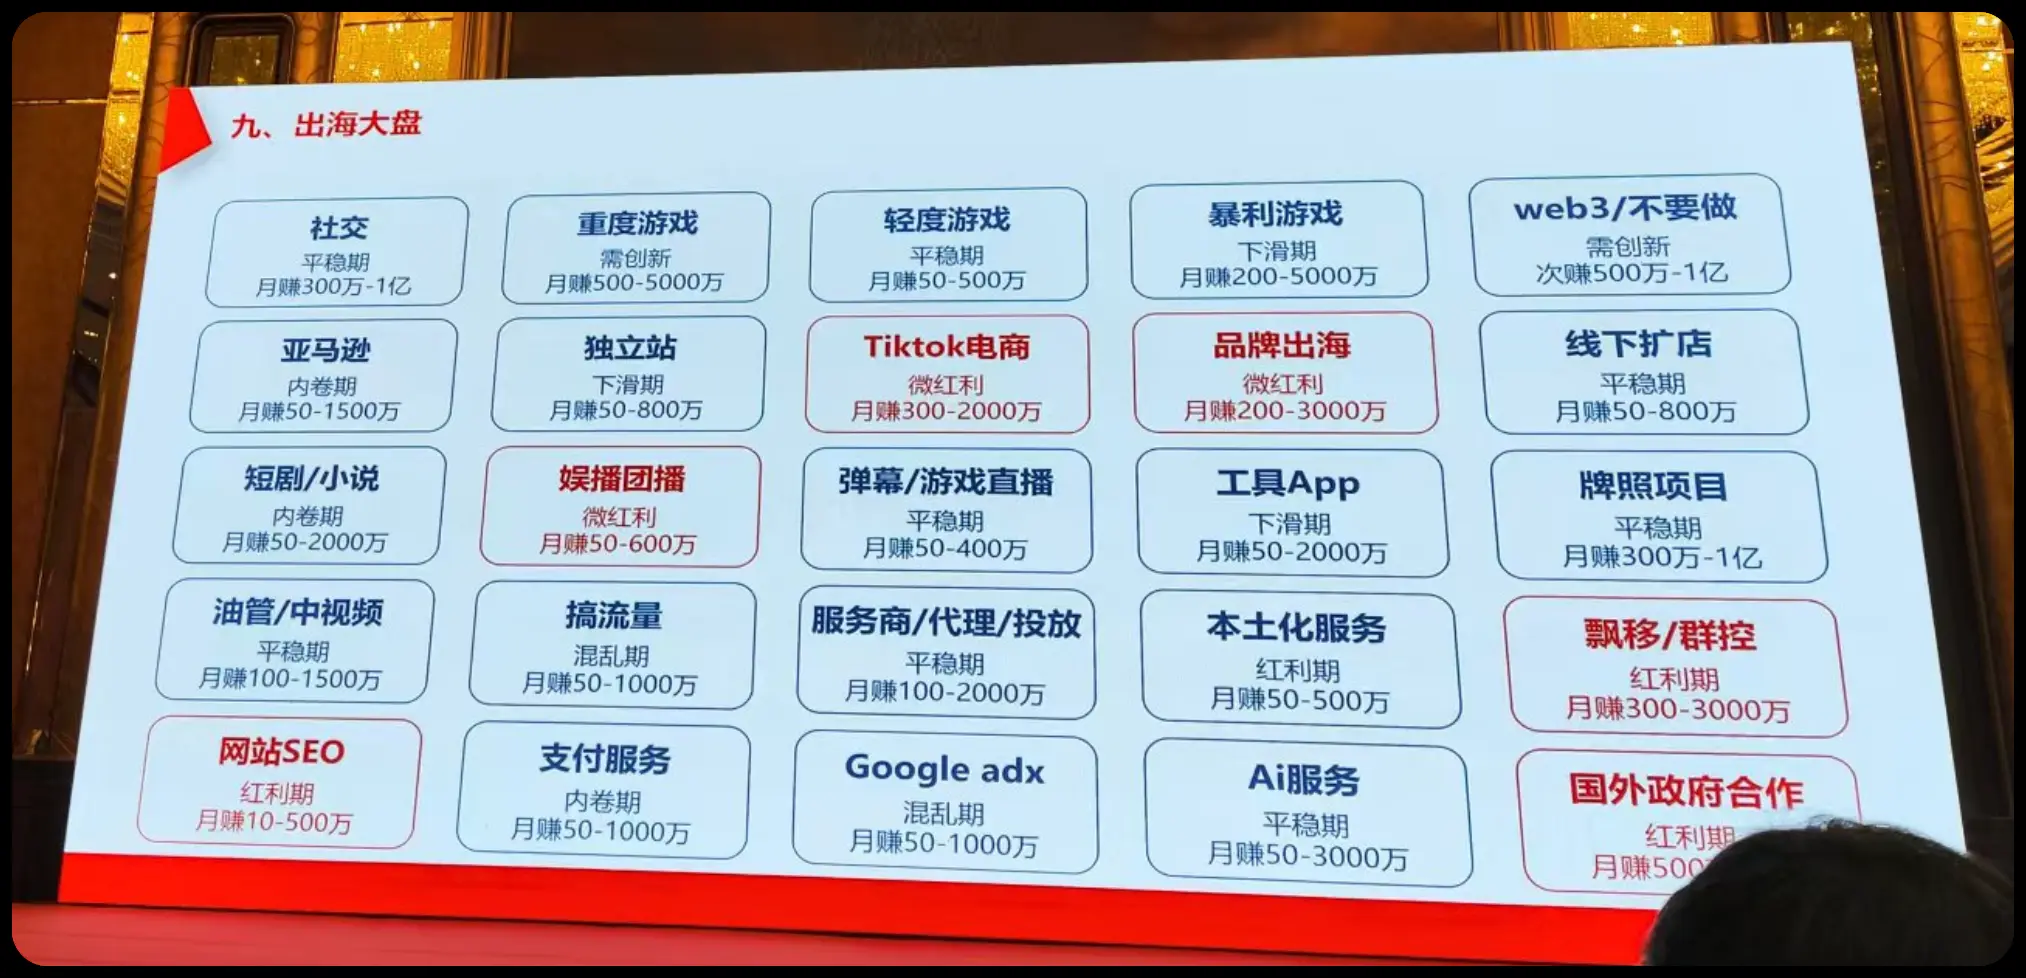 九、出海大盘
社交
平稳期
月赚300万-1亿
重度游戏
需创新
月赚500-5000万
轻度游戏
平稳期
月赚50-500万
暴利游戏
下滑期
月赚200-5000万
web3/不要做
需创新
次赚500万-1亿
亚马逊
内卷期
月赚50-1500万
独立站
下滑期
月赚50-800万
Tiktok电商
微红利
月赚300-2000万
品牌出海
微红利
月赚200-3000万
线下扩店
平稳期
月赚50-800万
短剧/小说
内卷期
月赚50-2000万
娱播团播
微红利
月赚50-600万
弹幕/游戏直播
平稳期
月赚50-400万
工具App
下滑期
月赚50-2000万
牌照项目
平稳期
月赚300万-1亿
油管/中视频
平稳期
月赚100-1500万
搞流量
混乱期
月赚50-1000万
服务商/代理/投放
平稳期
月赚100-2000万
本土化服务
红利期
月赚50-500万
飘移/群控
红利期
月赚300-3000万
网站SEO
红利期
月赚10-500万
支付服务
内卷期
月赚50-1000万
Google adx
混乱期
月赚50-1000万
Ai服务
平稳期
月赚50-3000万
国外政府合作
红利期
月赚500